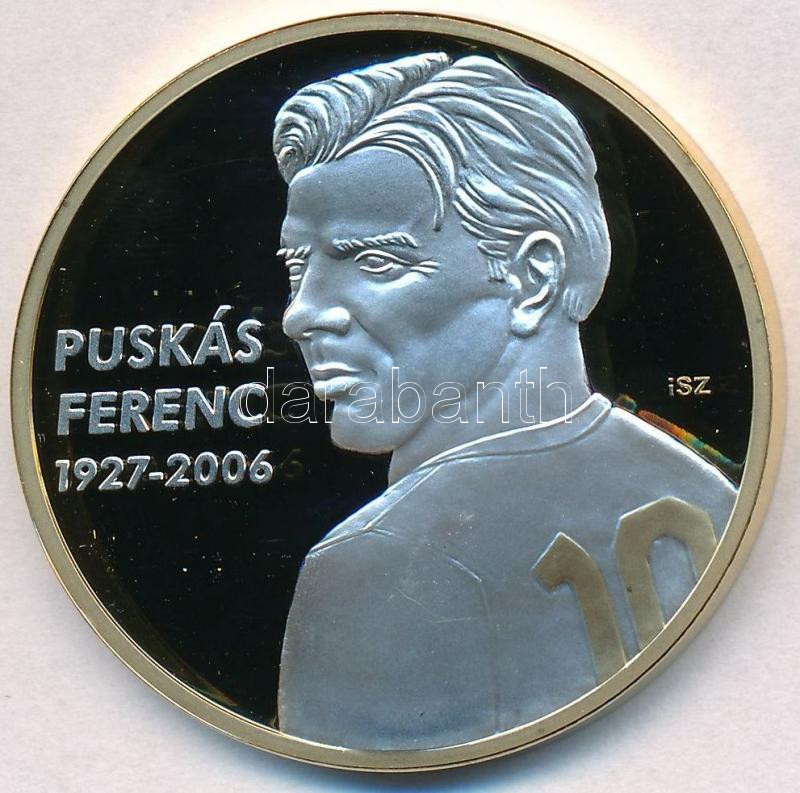 PUSKÁS
FERENC
1927-2006
iSZ
10
darabanth